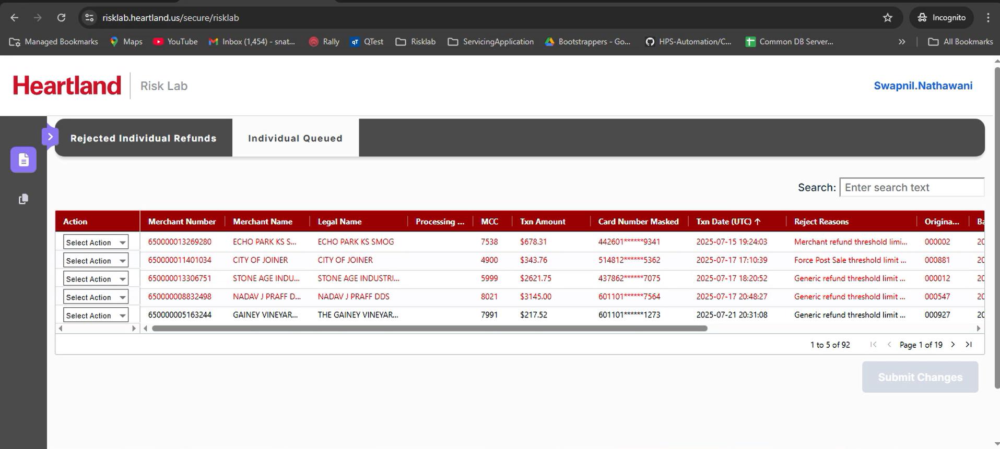 risklab.heartland.us/secure/risklab
Incognito
Managed Bookmarks Maps YouTube Inbox (1,454) - snat... Rally qT QTest Risklab ServicingApplication Bootstrappers - Go... HPS-Automation/C... Common DB Server... All Bookmarks
Heartland Risk Lab Swapnil.Nathawani
Rejected Individual Refunds Individual Queued
Search: Enter search text
Action Merchant Number Merchant Name Legal Name Processing ... MCC Txn Amount Card Number Masked Txn Date (UTC) ↑ Reject Reasons Origina... Ba
Select Action 650000013269280 ECHO PARK KS S... ECHO PARK KS SMOG 7538 $678.31 442601******9341 2025-07-15 19:24:03 Merchant refund threshold limi... 000002 20
Select Action 650000011401034 CITY OF JOINER CITY OF JOINER 4900 $343.76 514812******5362 2025-07-17 17:10:39 Force Post Sale threshold limit ... 000881 20
Select Action 650000013306751 STONE AGE INDU... STONE AGE INDUSTRI... 5999 $2621.75 437862******7075 2025-07-17 18:20:52 Generic refund threshold limit ... 000012 20
Select Action 650000008832498 NADAV J PRAFF D... NADAV J PRAFF DDS 8021 $3145.00 601101******7564 2025-07-17 20:48:27 Generic refund threshold limit ... 000547 20
Select Action 650000005163244 GAINEY VINEYAR... THE GAINEY VINEYAR... 7991 $217.52 601101******1273 2025-07-21 20:31:08 Generic refund threshold limit ... 000927 20
1 to 5 of 92 Page 1 of 19
Submit Changes